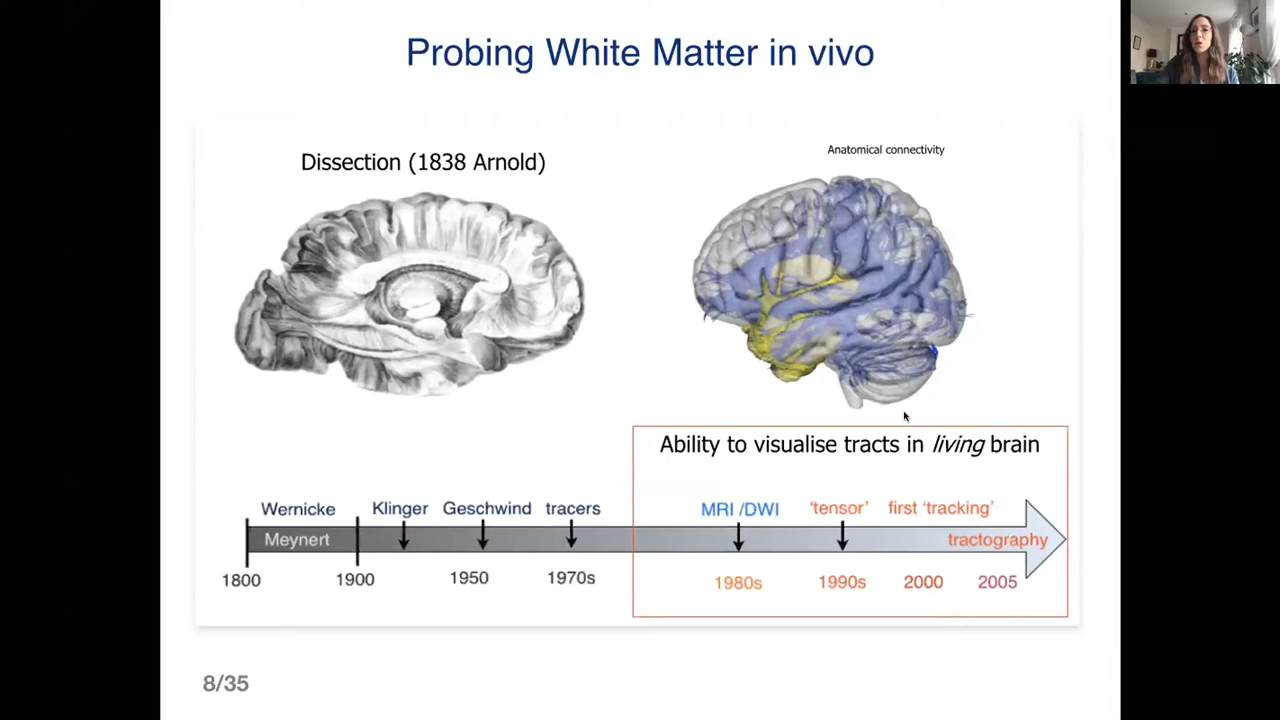 Probing White Matter in vivo
Dissection (1838 Arnold)
Anatomical connectivity
Ability to visualise tracts in living brain
Wernicke
Klinger
Geschwind
tracers
MRI /DWI
‘tensor’
first ‘tracking’
Meynert
tractography
1800
1900
1950
1970s
1980s
1990s
2000
2005
8/35